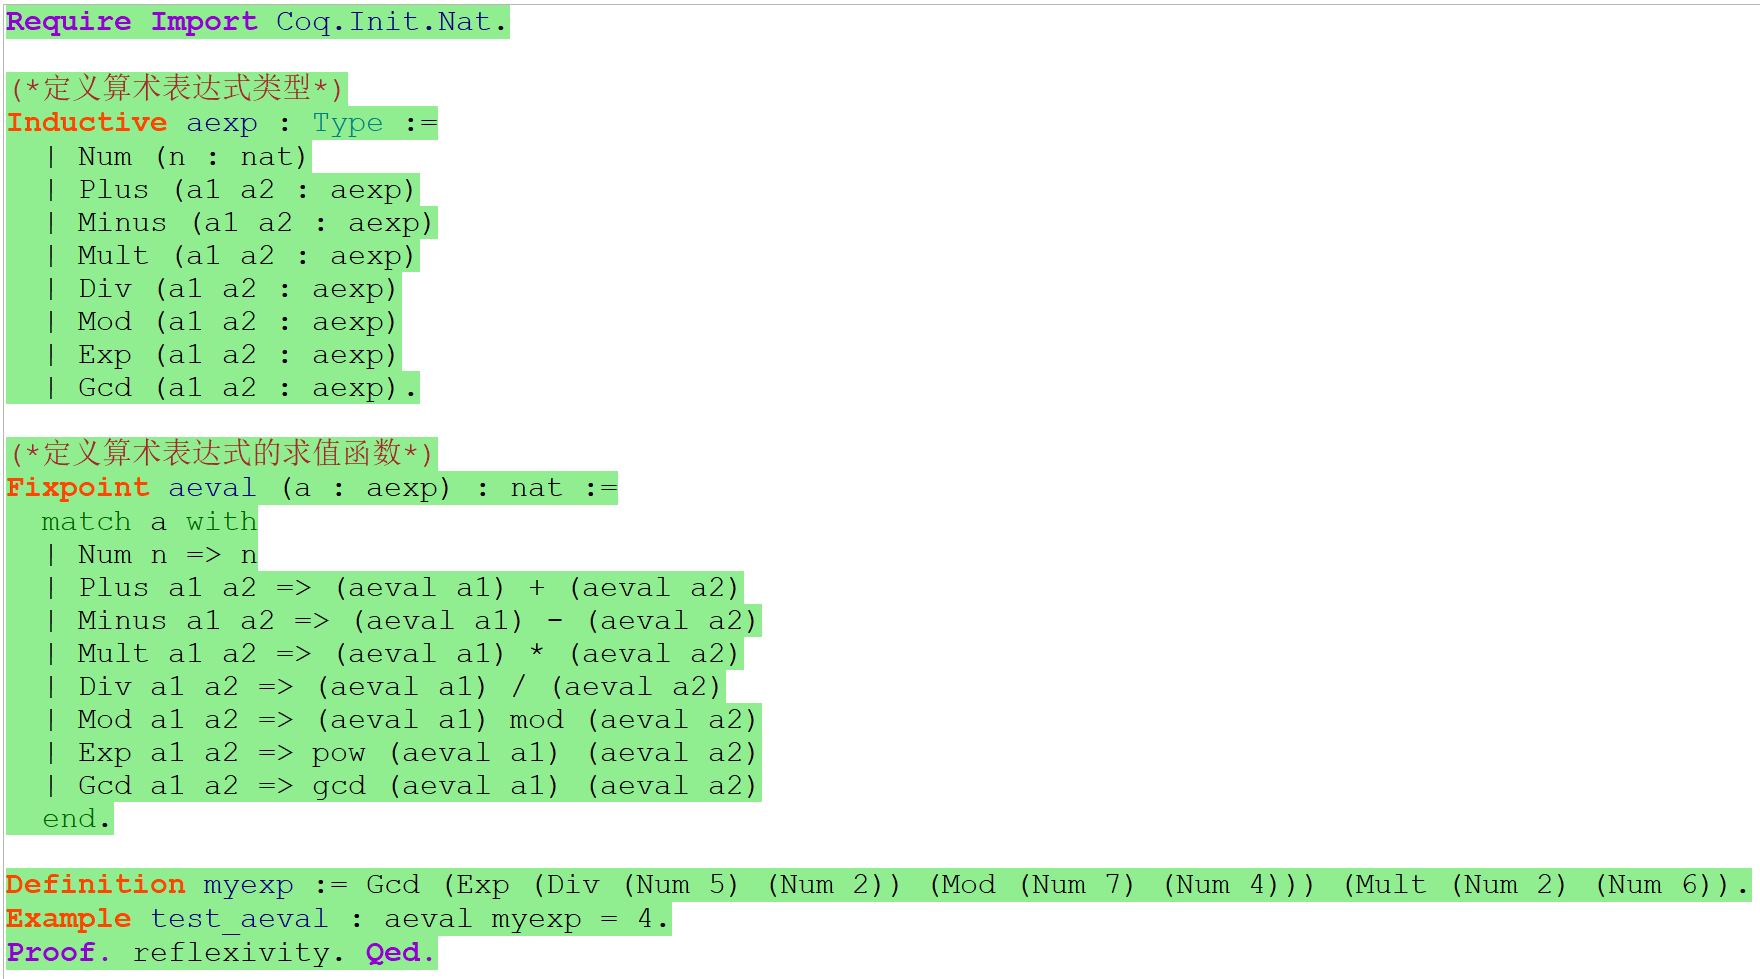 Require Import Coq.Init.Nat.
(*定义算术表达式类型*)
Inductive aexp : Type :=
  | Num (n : nat)
  | Plus (a1 a2 : aexp)
  | Minus (a1 a2 : aexp)
  | Mult (a1 a2 : aexp)
  | Div (a1 a2 : aexp)
  | Mod (a1 a2 : aexp)
  | Exp (a1 a2 : aexp)
  | Gcd (a1 a2 : aexp).
(*定义算术表达式的求值函数*)
Fixpoint aeval (a : aexp) : nat :=
  match a with
  | Num n => n
  | Plus a1 a2 => (aeval a1) + (aeval a2)
  | Minus a1 a2 => (aeval a1) - (aeval a2)
  | Mult a1 a2 => (aeval a1) * (aeval a2)
  | Div a1 a2 => (aeval a1) / (aeval a2)
  | Mod a1 a2 => (aeval a1) mod (aeval a2)
  | Exp a1 a2 => pow (aeval a1) (aeval a2)
  | Gcd a1 a2 => gcd (aeval a1) (aeval a2)
  end.
Definition myexp := Gcd (Exp (Div (Num 5) (Num 2)) (Mod (Num 7) (Num 4))) (Mult (Num 2) (Num 6)).
Example test_aeval : aeval myexp = 4.
Proof. reflexivity. Qed.